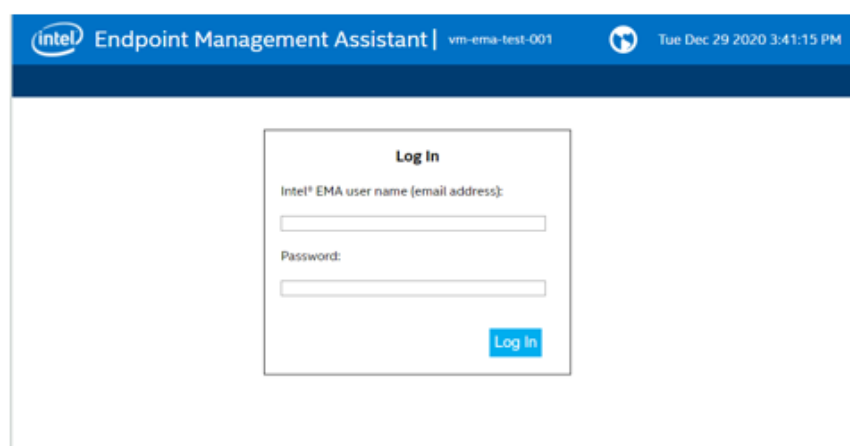 intel Endpoint Management Assistant | vm-ema-test-001 Tue Dec 29 2020 3:41:15 PM
Log In
Intel® EMA user name (email address):
Password:
Log In